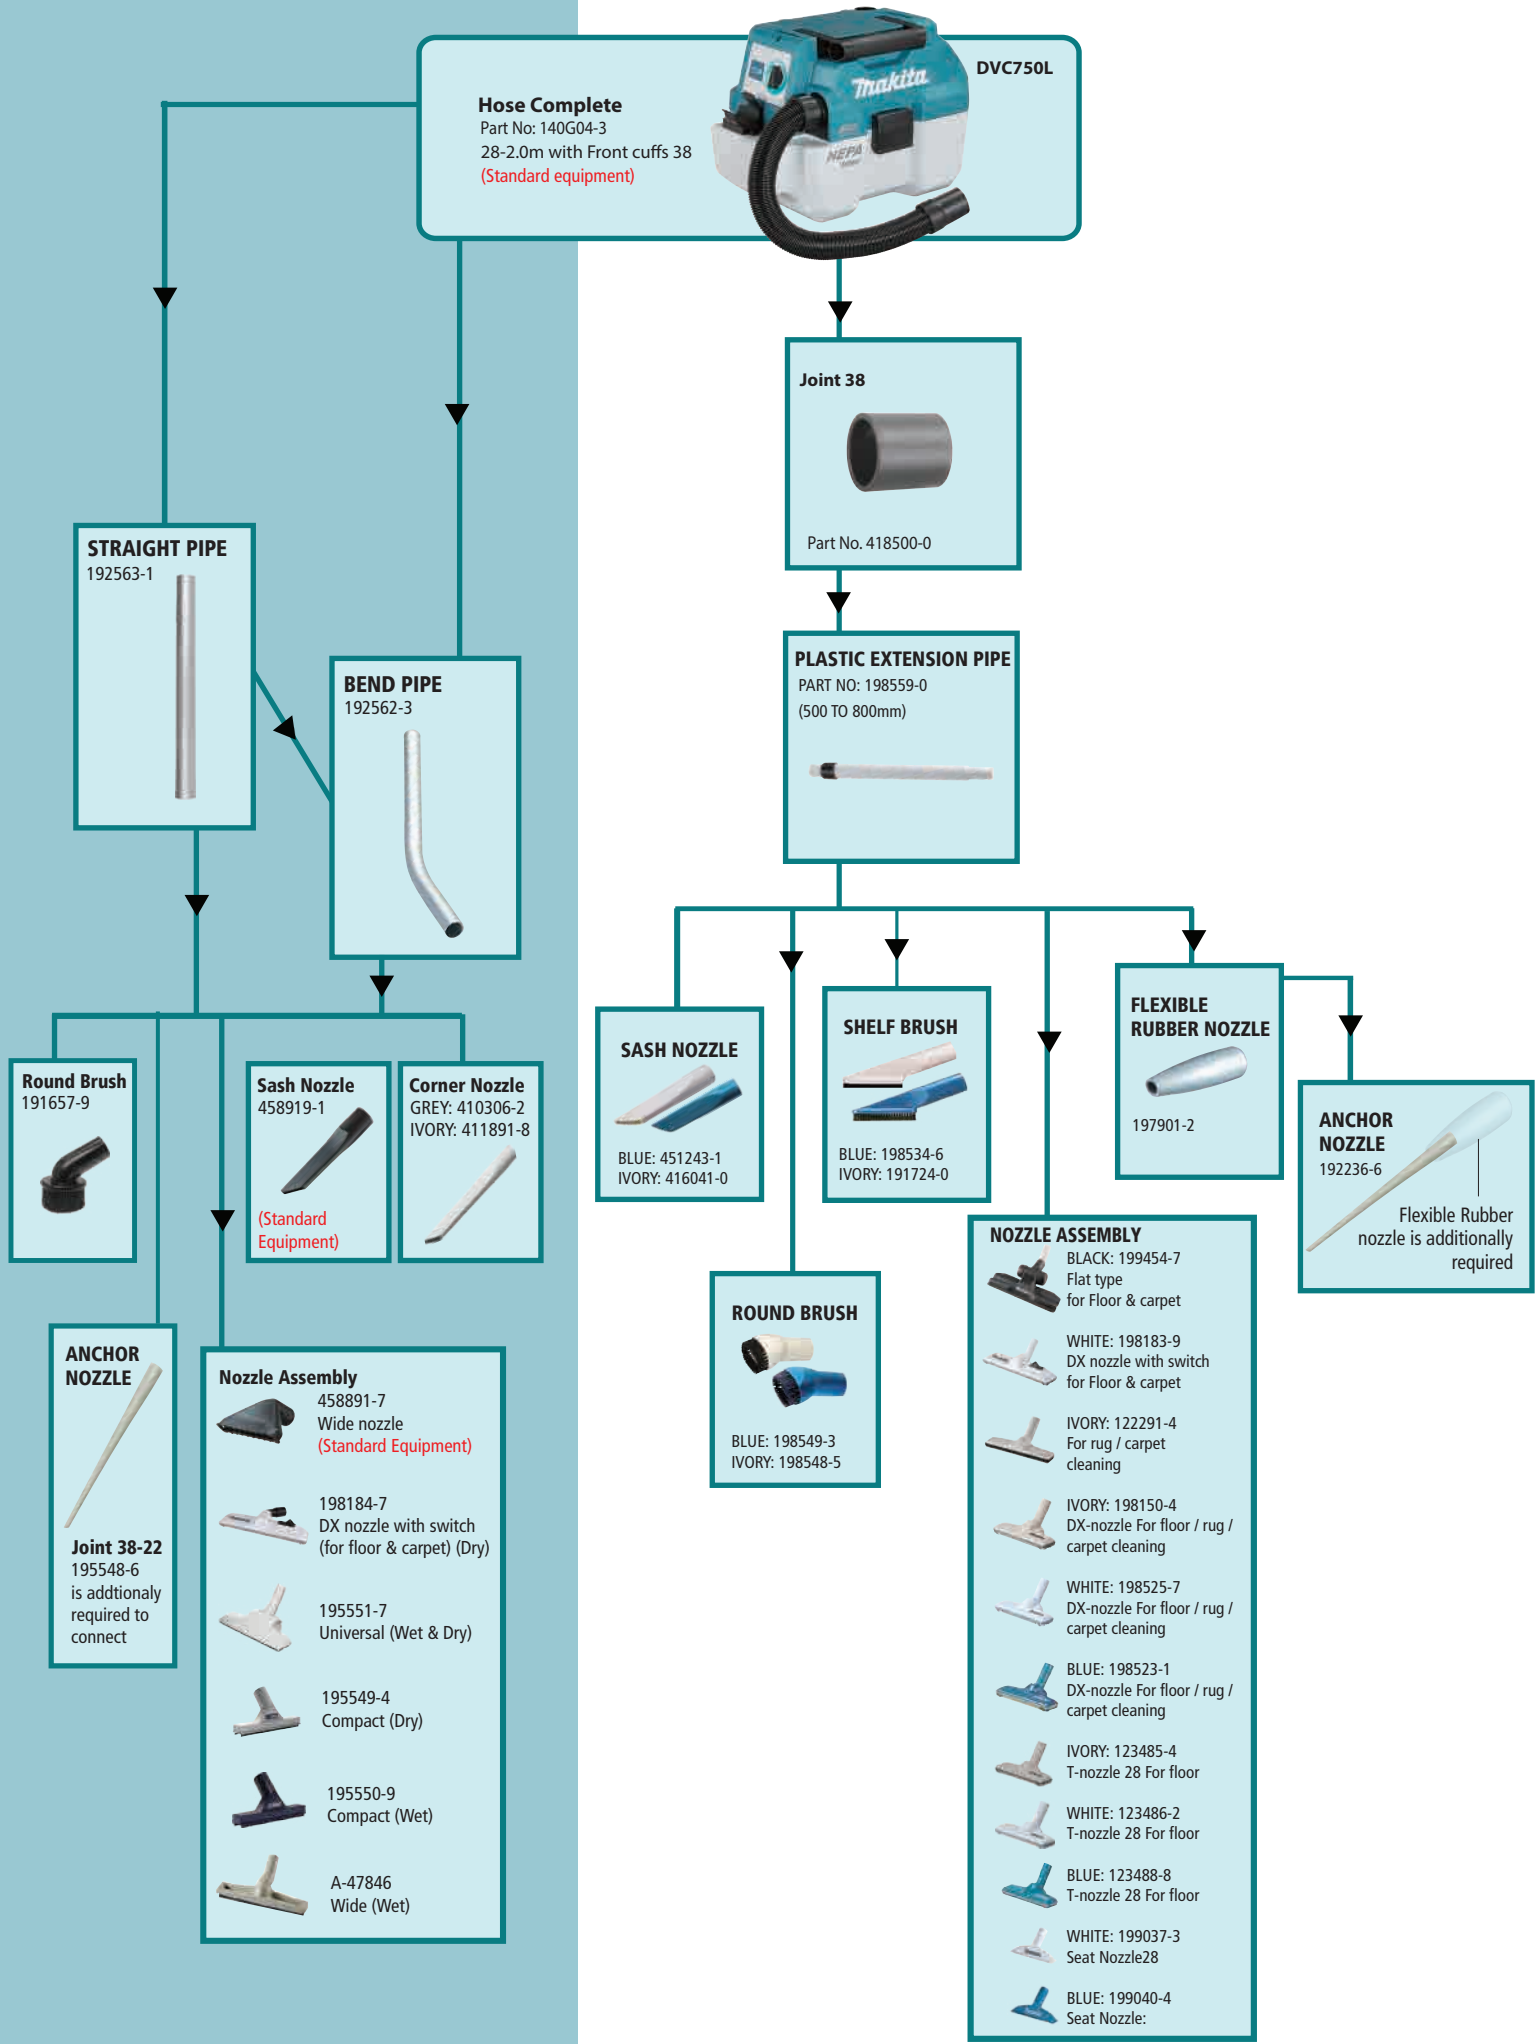 DVC750L
Hose Complete
Part No: 140G04-3
28-2.0m with Front cuffs 38
(Standard equipment)
makita
HEPA
Joint 38
Part No. 418500-0
STRAIGHT PIPE
192563-1
BEND PIPE
192562-3
PLASTIC EXTENSION PIPE
PART NO: 198559-0
(500 TO 800mm)
Round Brush
191657-9
Sash Nozzle
458919-1
(Standard
Equipment)
Corner Nozzle
GREY: 410306-2
IVORY: 411891-8
ANCHOR
NOZZLE
Joint 38-22
195548-6
is addtionaly
required to
connect
Nozzle Assembly
458891-7
Wide nozzle
(Standard Equipment)
198184-7
DX nozzle with switch
(for floor & carpet) (Dry)
195551-7
Universal (Wet & Dry)
195549-4
Compact (Dry)
195550-9
Compact (Wet)
A-47846
Wide (Wet)
SASH NOZZLE
BLUE: 451243-1
IVORY: 416041-0
ROUND BRUSH
BLUE: 198549-3
IVORY: 198548-5
SHELF BRUSH
BLUE: 198534-6
IVORY: 191724-0
NOZZLE ASSEMBLY
BLACK: 199454-7
Flat type
for Floor & carpet
WHITE: 198183-9
DX nozzle with switch
for Floor & carpet
IVORY: 122291-4
For rug / carpet
cleaning
IVORY: 198150-4
DX-nozzle For floor / rug /
carpet cleaning
WHITE: 198525-7
DX-nozzle For floor / rug /
carpet cleaning
BLUE: 198523-1
DX-nozzle For floor / rug /
carpet cleaning
IVORY: 123485-4
T-nozzle 28 For floor
WHITE: 123486-2
T-nozzle 28 For floor
BLUE: 123488-8
T-nozzle 28 For floor
WHITE: 199037-3
Seat Nozzle28
BLUE: 199040-4
Seat Nozzle:
FLEXIBLE
RUBBER NOZZLE
197901-2
ANCHOR
NOZZLE
192236-6
Flexible Rubber
nozzle is additionally
required